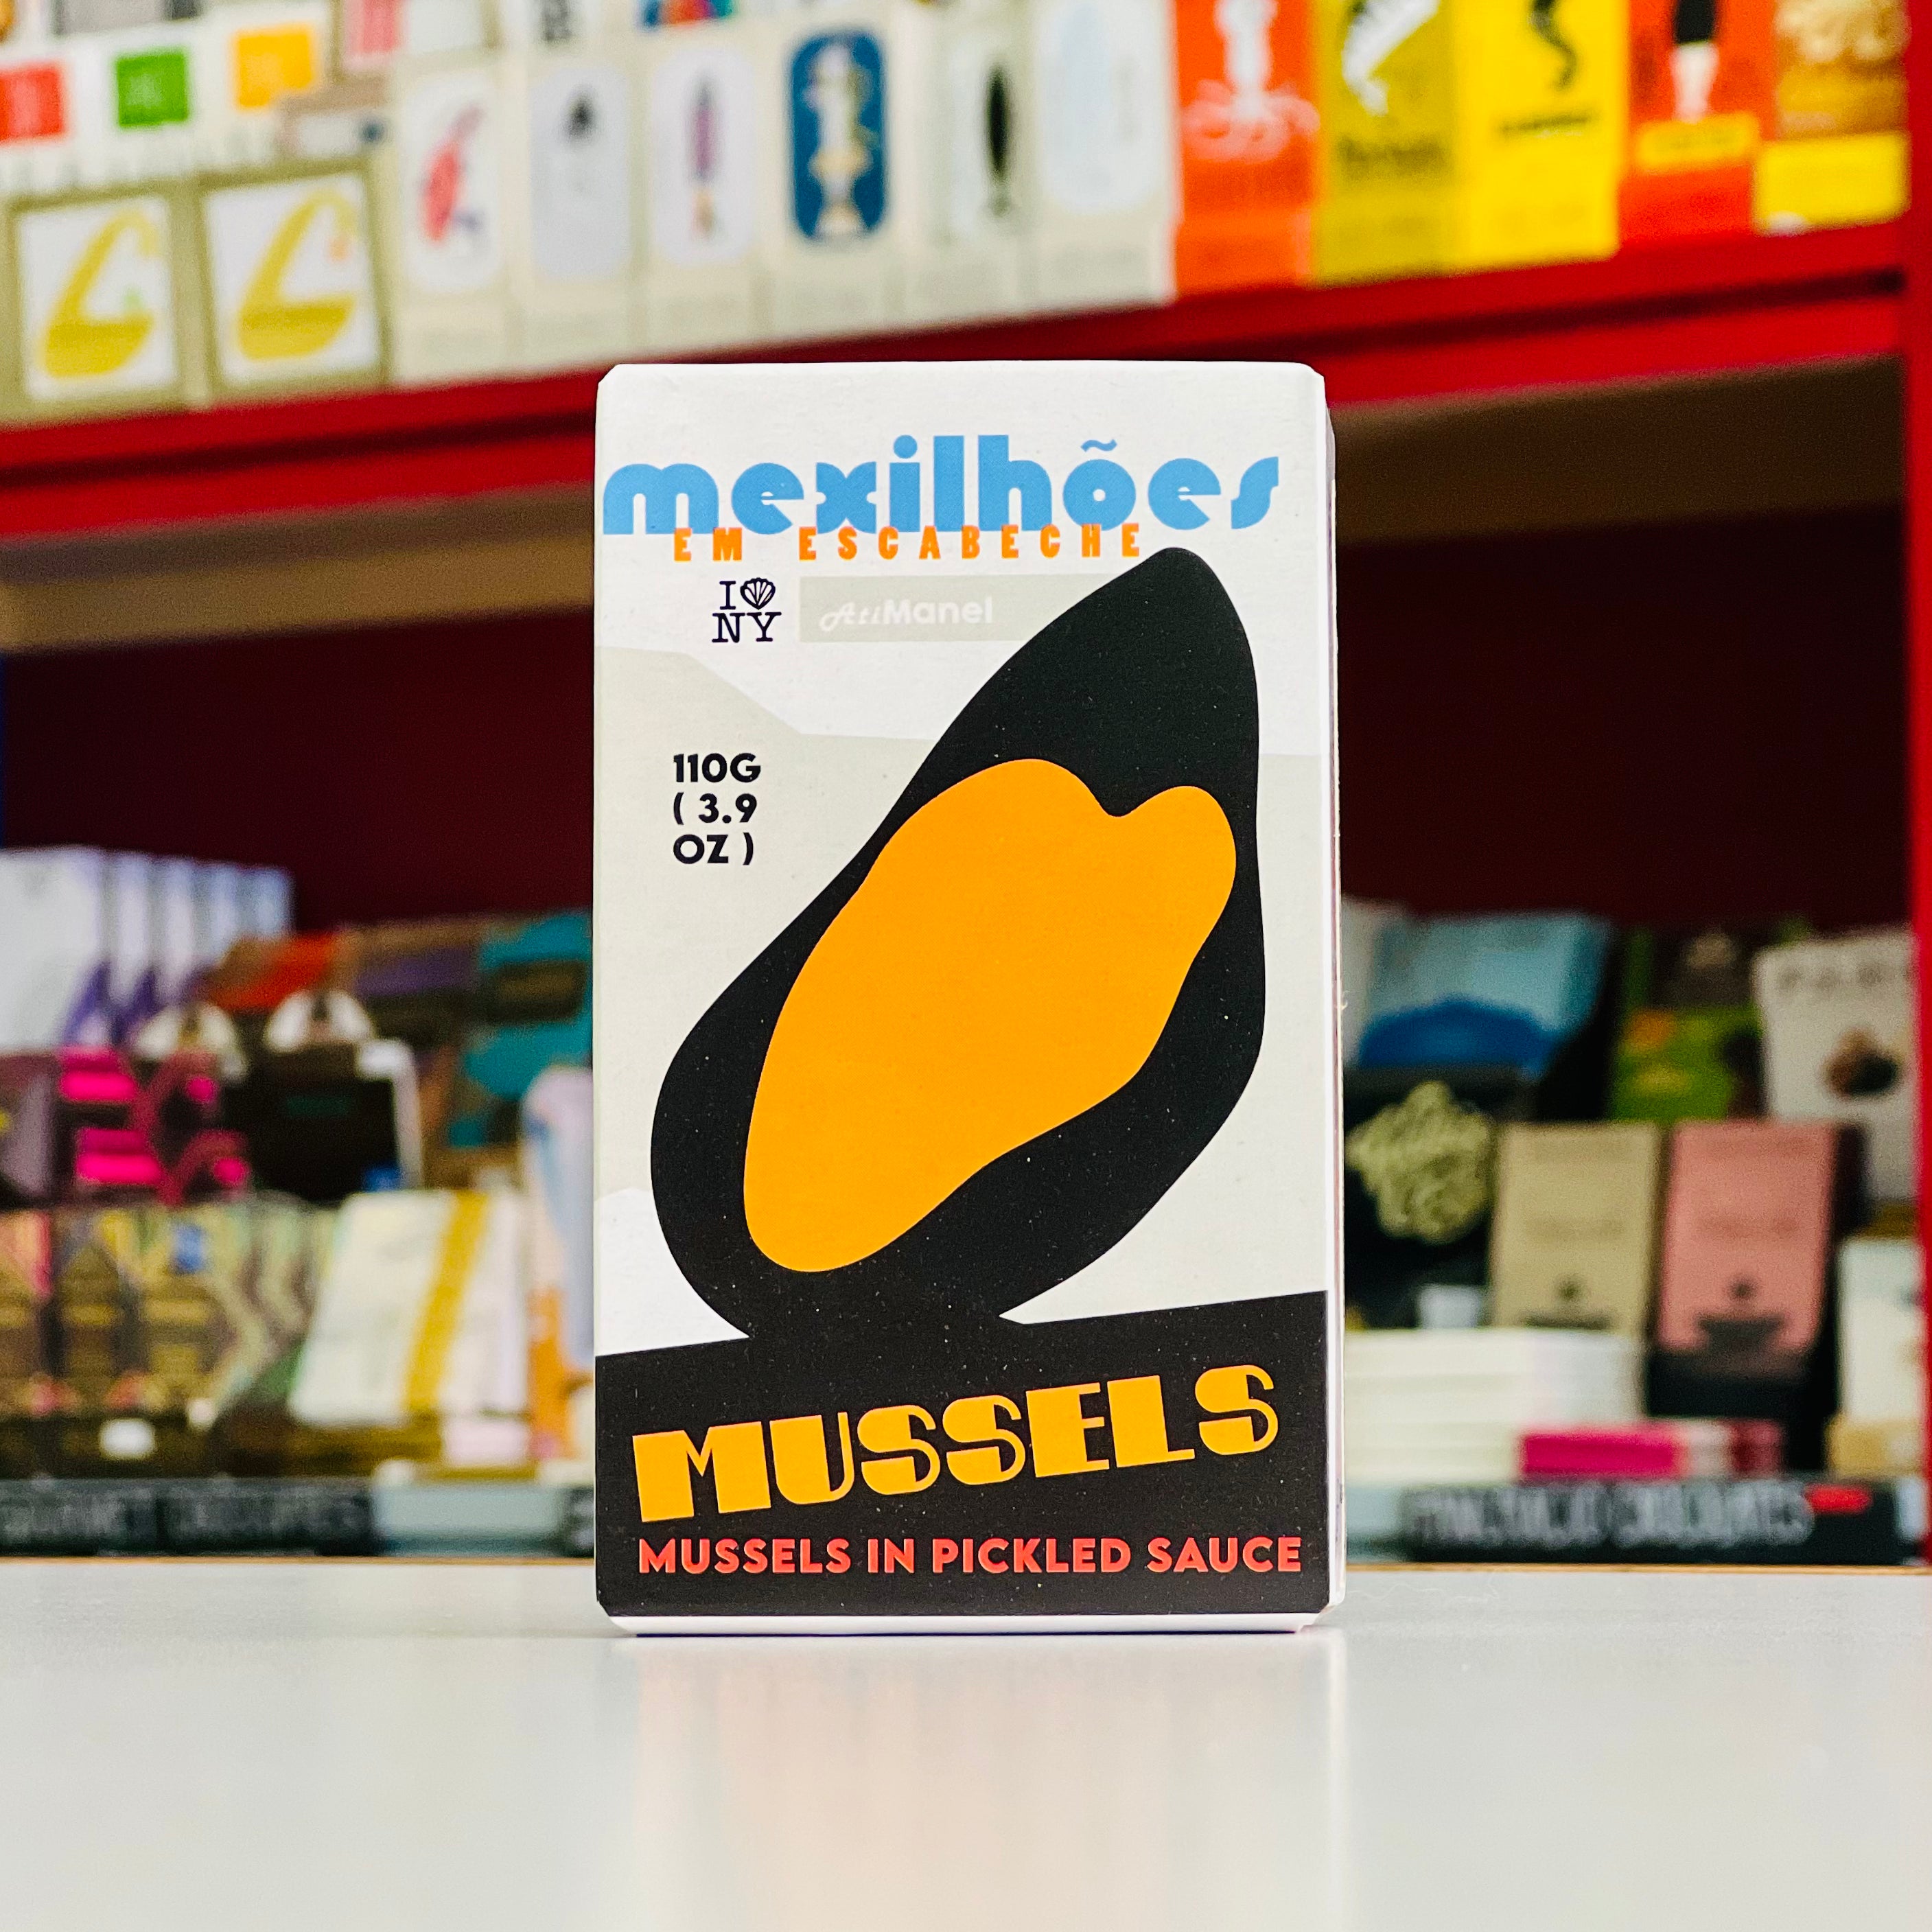 mexilhões
EM ESCABECHE
I NY
AtiManel
110G
( 3.9
OZ )
MUSSELS
MUSSELS IN PICKLED SAUCE